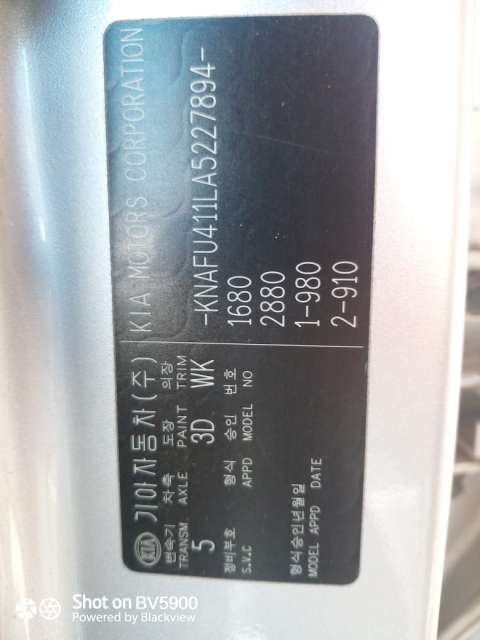 KIA 기아자동차(주) KIA MOTORS CORPORATION
변속기 차축 도장 의장
TRANSM AXLE PAINT TRIM
5 3D WK
-KNAFU411LA5227894-
정비부호 형식 승인 번호
S.V.C APPD MODEL NO
1680
2880
형식승인년월일
MODEL APPD DATE
1-980
2-910
Shot on BV5900
Powered by Blackview